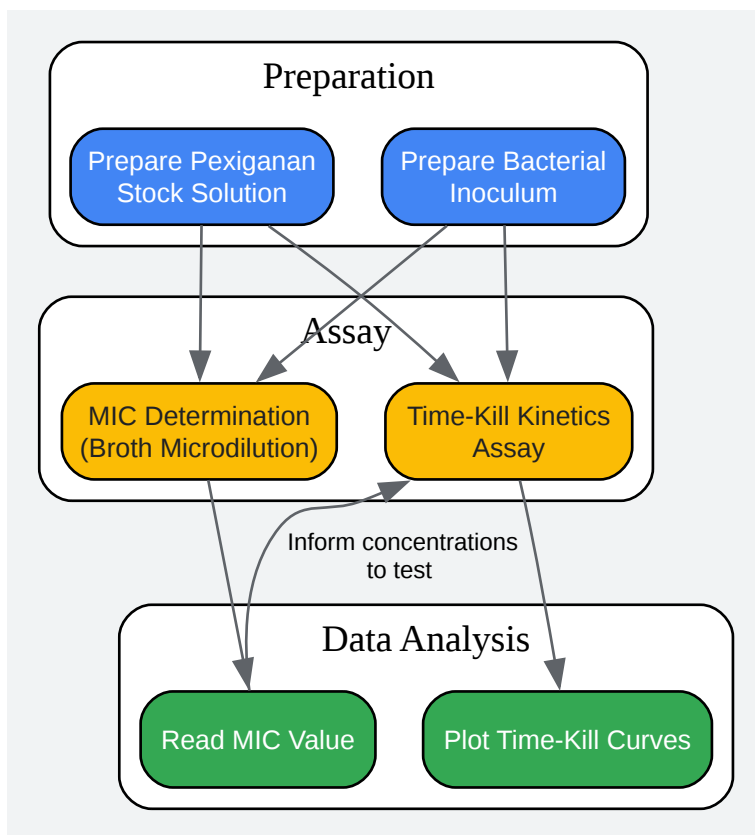 Preparation
Prepare Pexiganan
Stock Solution
Prepare Bacterial
Inoculum
Assay
MIC Determination
(Broth Microdilution)
Time-Kill Kinetics
Assay
Inform concentrations
to test
Data Analysis
Read MIC Value
Plot Time-Kill Curves